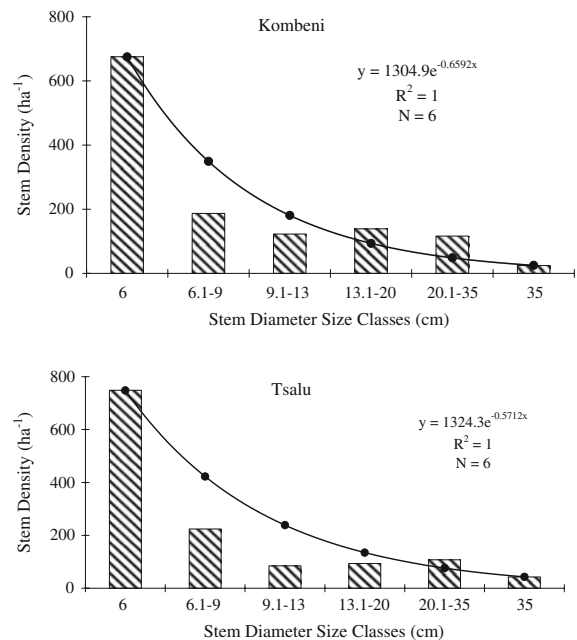 Kombeni
y = 1304.9e^-0.6592x
R² = 1
N = 6
Stem Density (ha⁻¹)
800
600
400
200
0
6 6.1-9 9.1-13 13.1-20 20.1-35 35
Stem Diameter Size Classes (cm)
Tsalu
y = 1324.3e^-0.5712x
R² = 1
N = 6
Stem Density (ha⁻¹)
800
600
400
200
0
6 6.1-9 9.1-13 13.1-20 20.1-35 35
Stem Diameter Size Classes (cm)